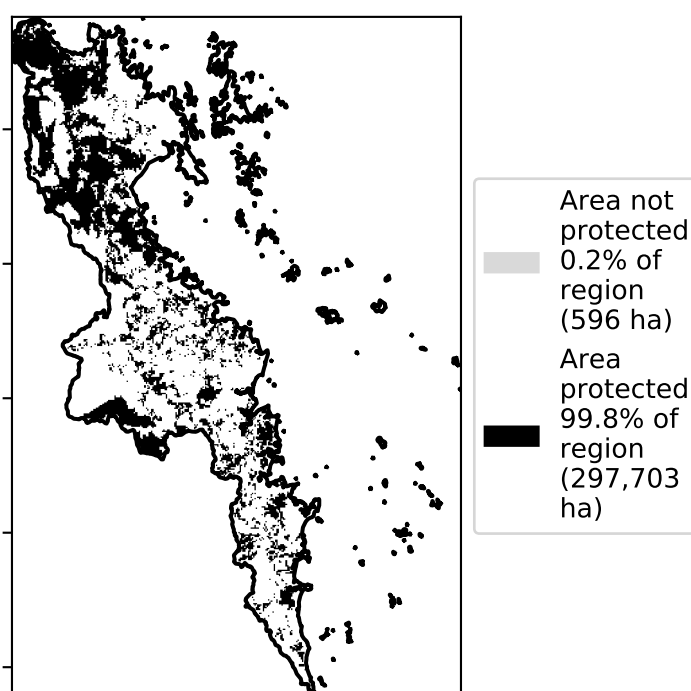 Area not
protected
0.2% of
region
(596 ha)
Area
protected
99.8% of
region
(297,703
ha)